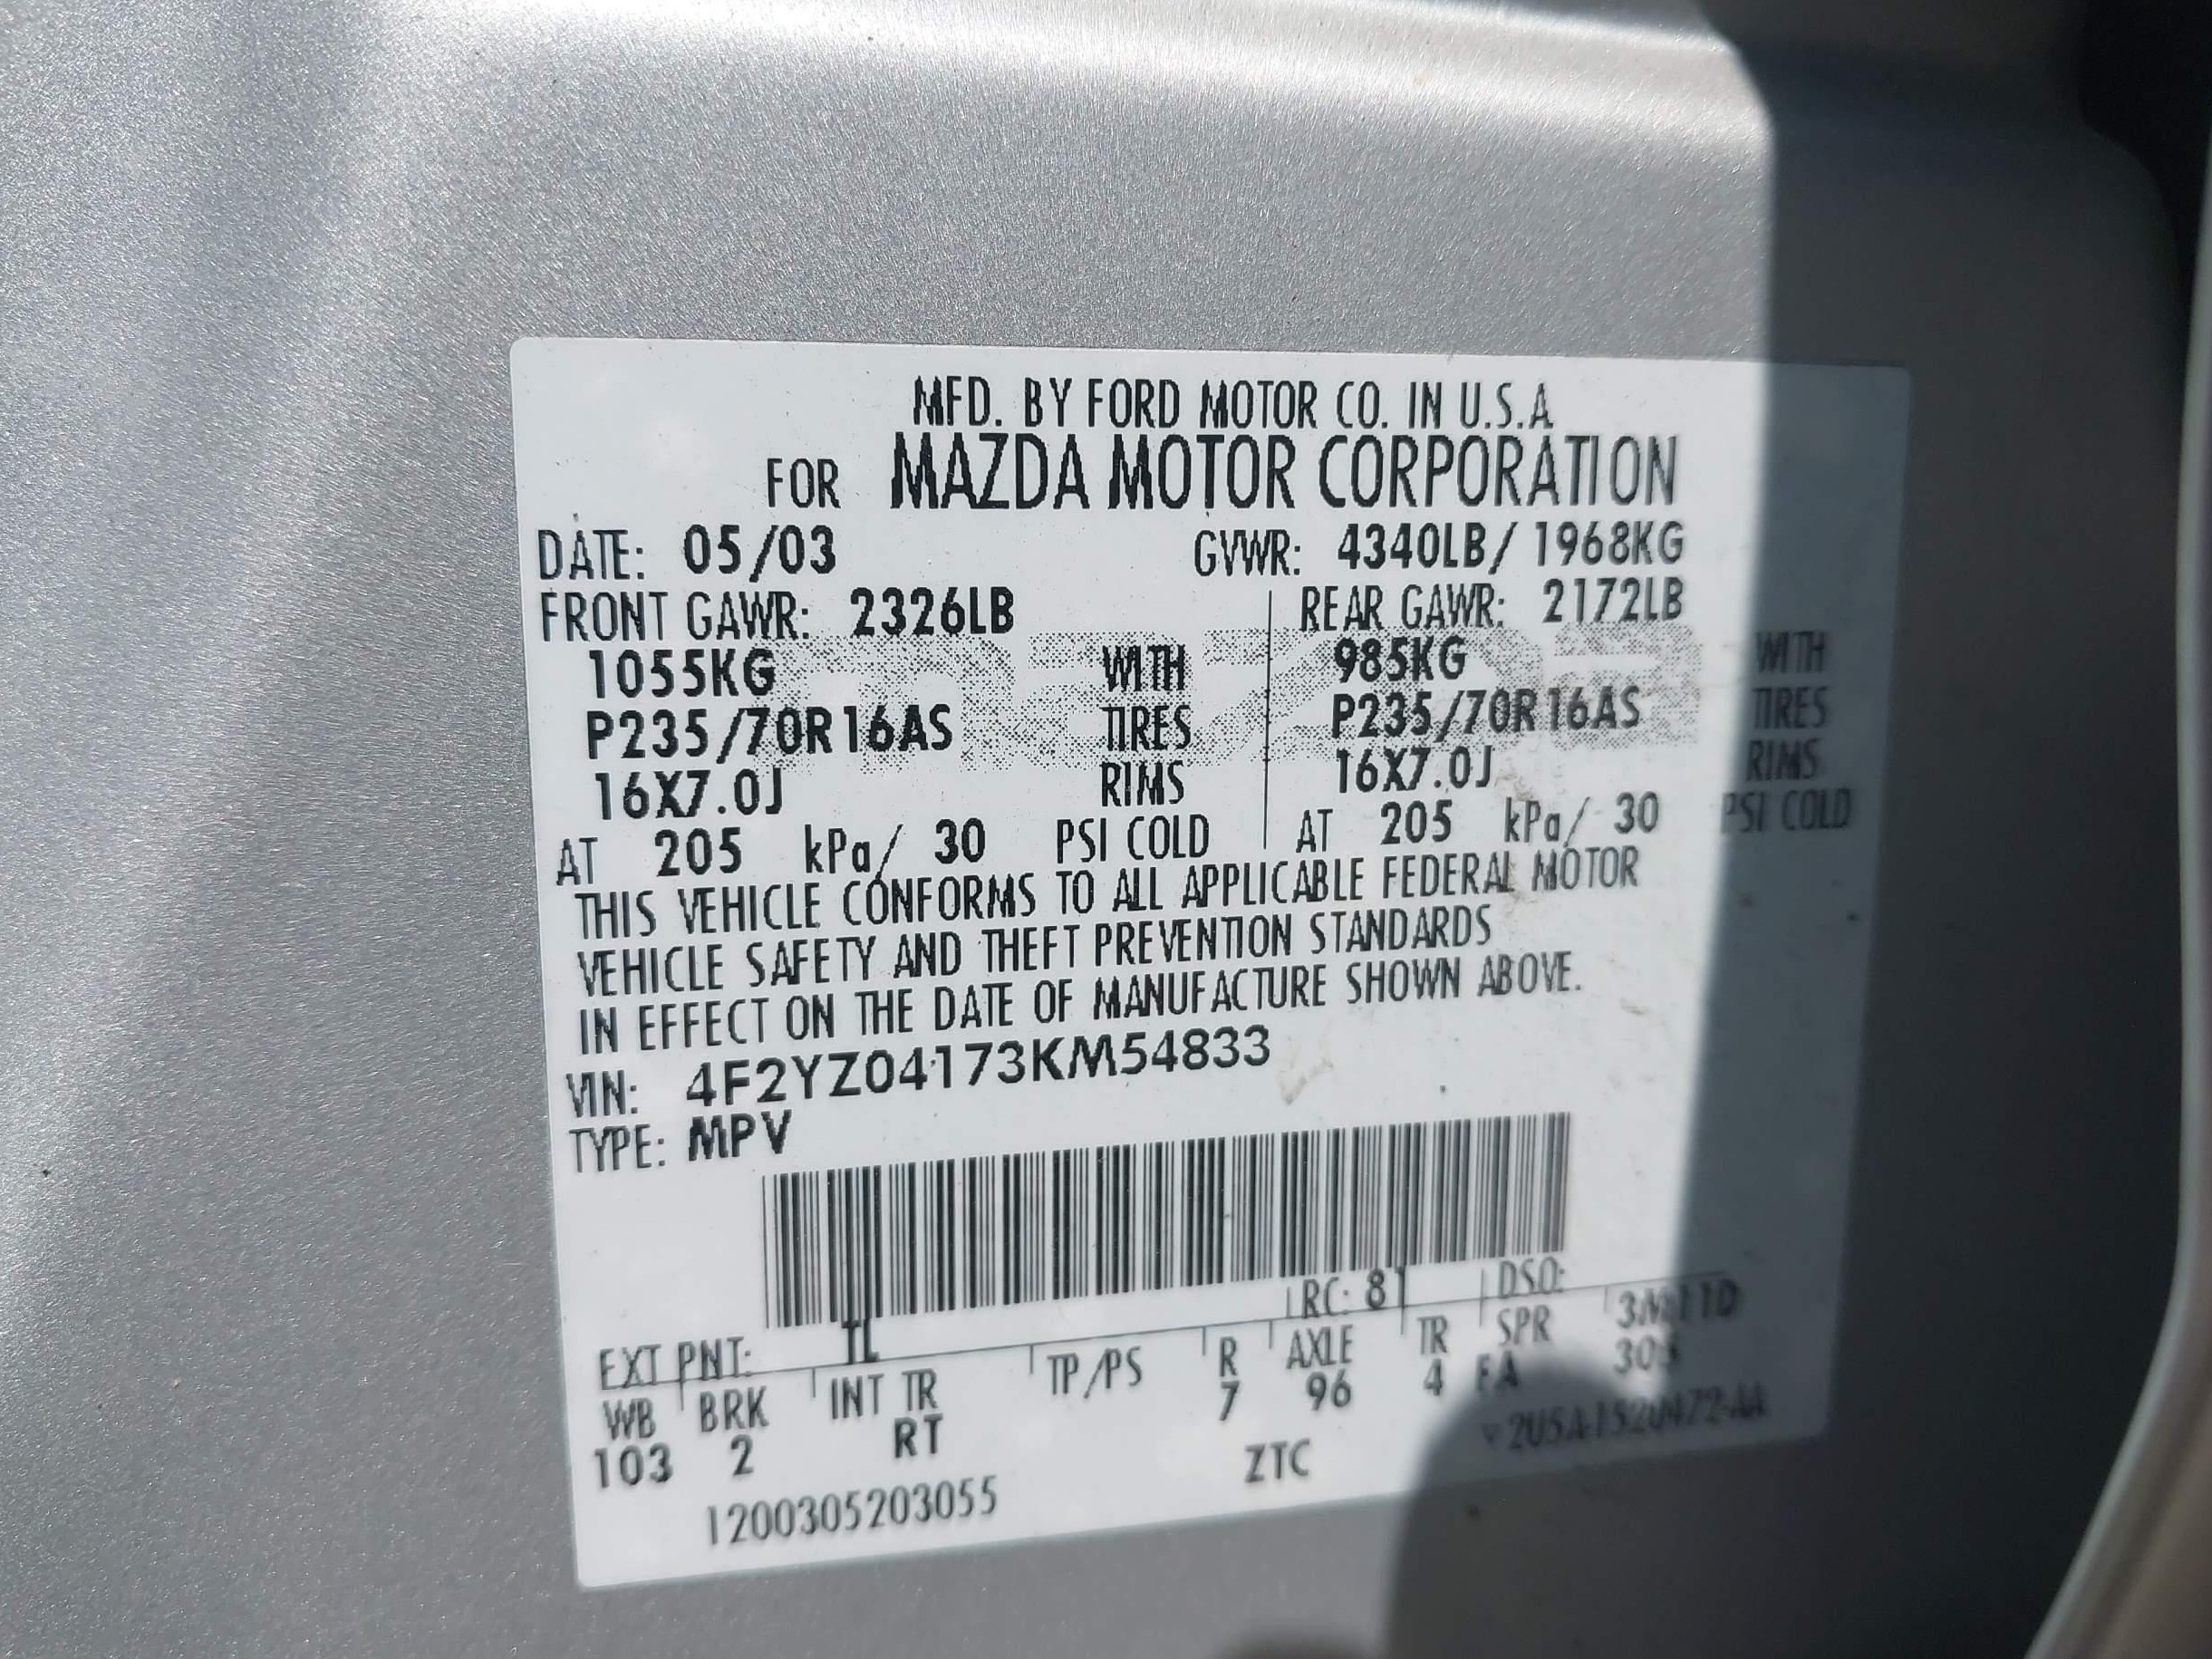 MFD. BY FORD MOTOR CO. IN U.S.A
FOR MAZDA MOTOR CORPORATION
DATE: 05/03 GVWR: 4340LB/ 1968KG
FRONT GAWR: 2326LB REAR GAWR: 2172LB
1055KG WITH 985KG WITH
P235/70R16AS TIRES P235/70R16AS TIRES
16X7.0J RIMS 16X7.0J RIMS
AT 205 kPa/ 30 PSI COLD AT 205 kPa/ 30 PSI COLD
THIS VEHICLE CONFORMS TO ALL APPLICABLE FEDERAL MOTOR
VEHICLE SAFETY AND THEFT PREVENTION STANDARDS
IN EFFECT ON THE DATE OF MANUFACTURE SHOWN ABOVE.
VIN: 4F2YZ04173KM54833
TYPE: MPV
EXT PNT: TL RC: 81 DSO:
WB BRK INT TR TP/PS R AXLE TR SPR
103 2 RT 7 96 4 FA
1200305203055 ZTC